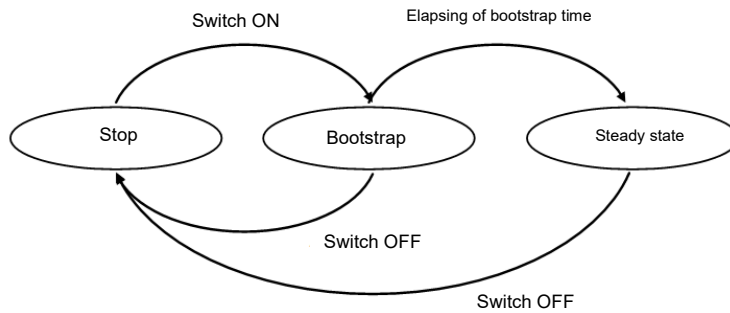 Elapsing of bootstrap time
Switch ON
Stop
Bootstrap
Steady state
Switch OFF
Switch OFF